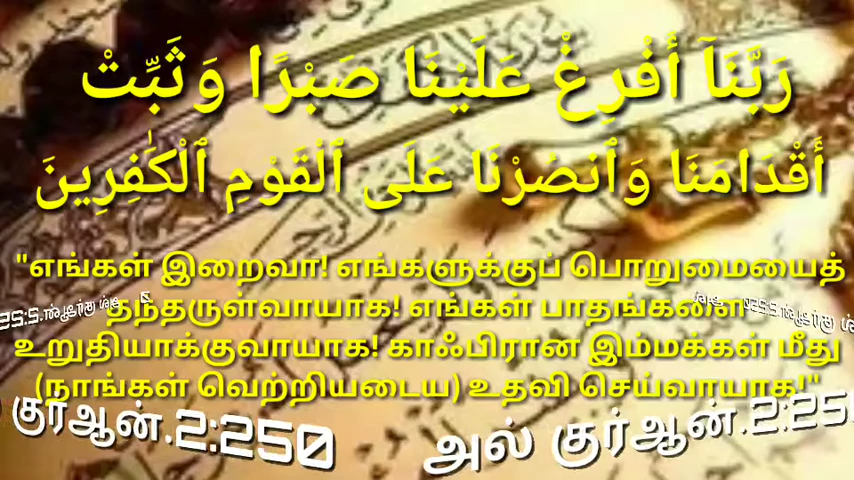 رَبَّنَآ أَفْرِغْ عَلَيْنَا صَبْرًا وَثَبِّتْ
أَقْدَامَنَا وَٱنصُرْنَا عَلَى ٱلْقَوْمِ ٱلْكَٰفِرِينَ
"எங்கள் இறைவா! எங்களுக்குப் பொறுமையைத்
தந்தருள்வாயாக! எங்கள் பாதங்களை
உறுதியாக்குவாயாக! காஃபிரான இம்மக்கள் மீது
(நாங்கள் வெற்றியடைய) உதவி செய்வாயாக!"
குர்ஆன்.2:250 அல் குர்ஆன்.2:25